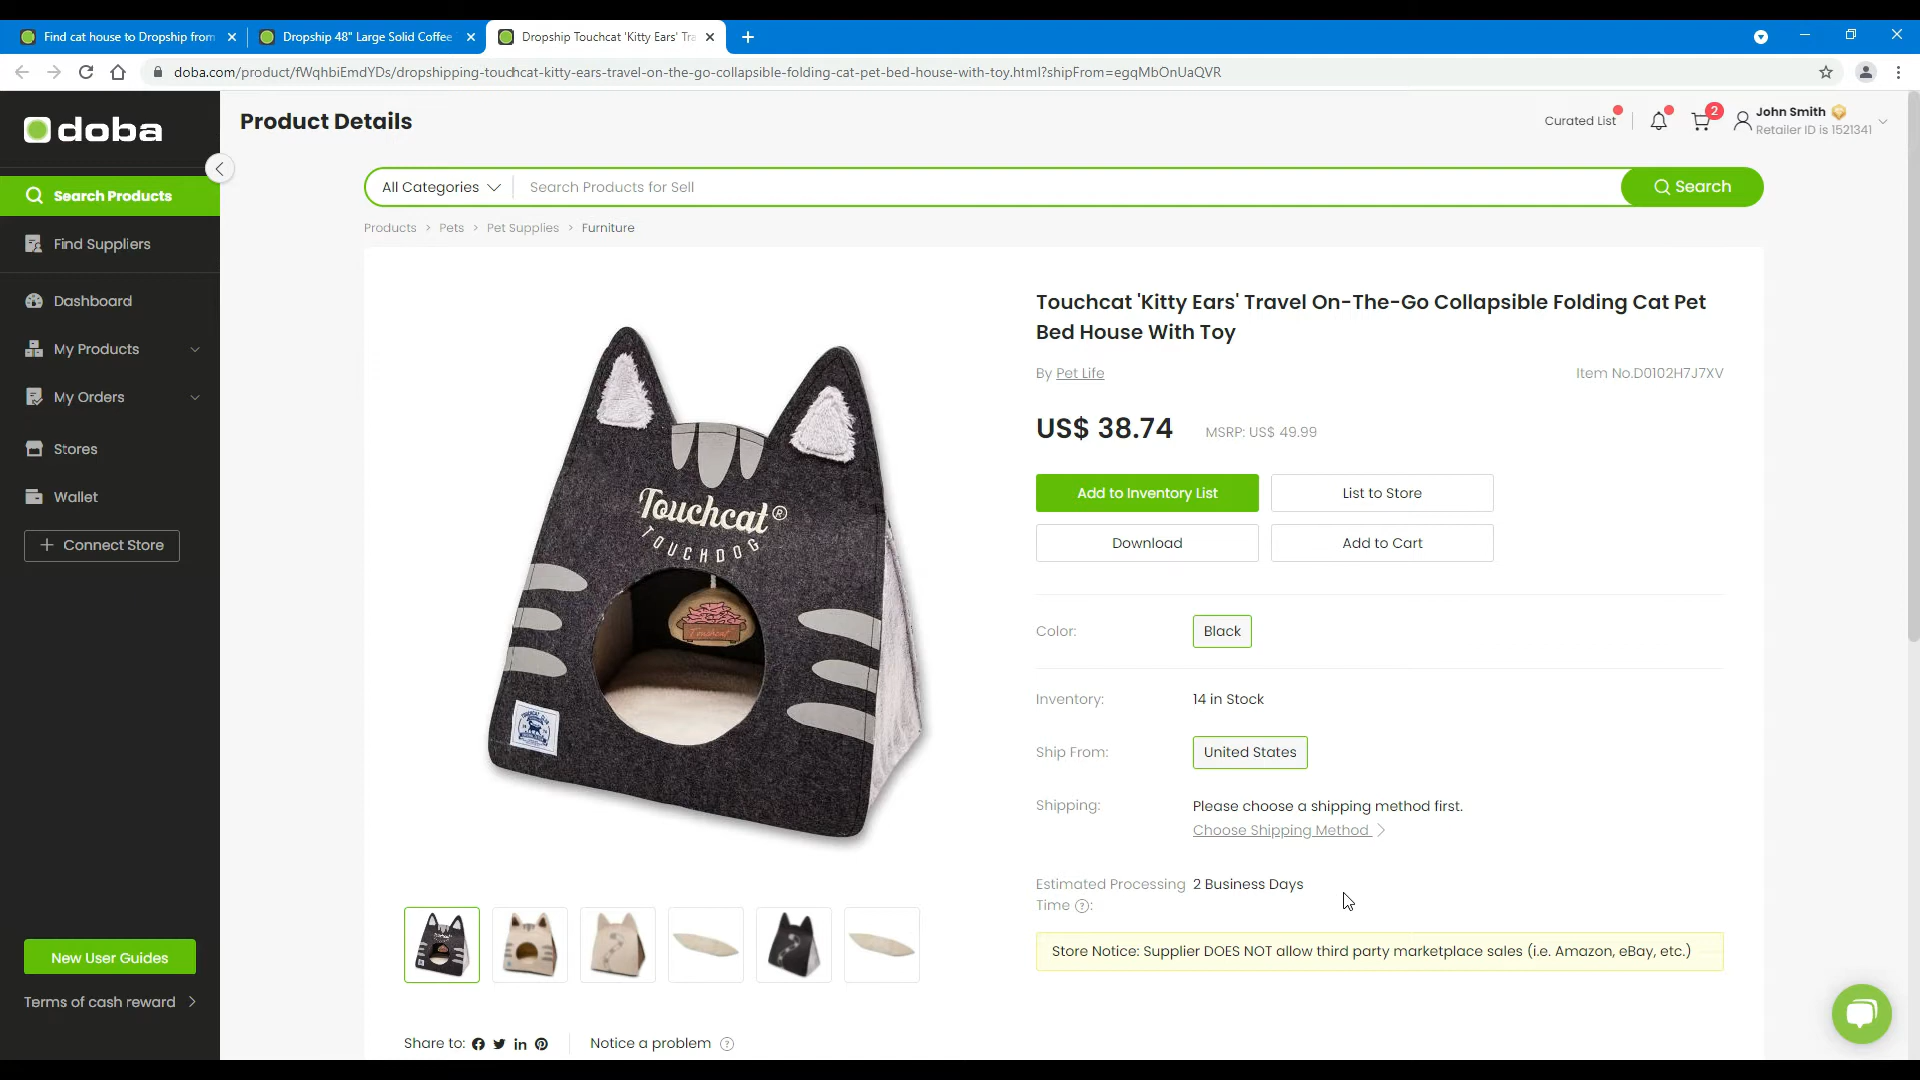 Find cat house to Dropship from
Dropship 48" Large Solid Coffee
Dropship Touchcat 'Kitty Ears' Tra
doba.com/product/fWqhbiEmdYDs/dropshipping-touchcat-kitty-ears-travel-on-the-go-collapsible-folding-cat-pet-bed-house-with-toy.html?shipFrom=egqMbOnUaQVR
doba
Product Details
Curated List
2
John Smith
Retailer ID is 1521341
All Categories
Search Products for Sell
Search
Search Products
Find Suppliers
Dashboard
My Products
My Orders
Stores
Wallet
+ Connect Store
New User Guides
Terms of cash reward
Products > Pets > Pet Supplies > Furniture
Touchcat®
TOUCHDOG
Touchcat
Touchcat 'Kitty Ears' Travel On-The-Go Collapsible Folding Cat Pet
Bed House With Toy
By Pet Life
Item No.D0102H7J7XV
US$ 38.74
MSRP: US$ 49.99
Add to Inventory List
List to Store
Download
Add to Cart
Color:
Black
Inventory:
14 in Stock
Ship From:
United States
Shipping:
Please choose a shipping method first.
Choose Shipping Method
Estimated Processing
Time ?:
2 Business Days
Store Notice: Supplier DOES NOT allow third party marketplace sales (i.e. Amazon, eBay, etc.)
Share to:
Notice a problem ?